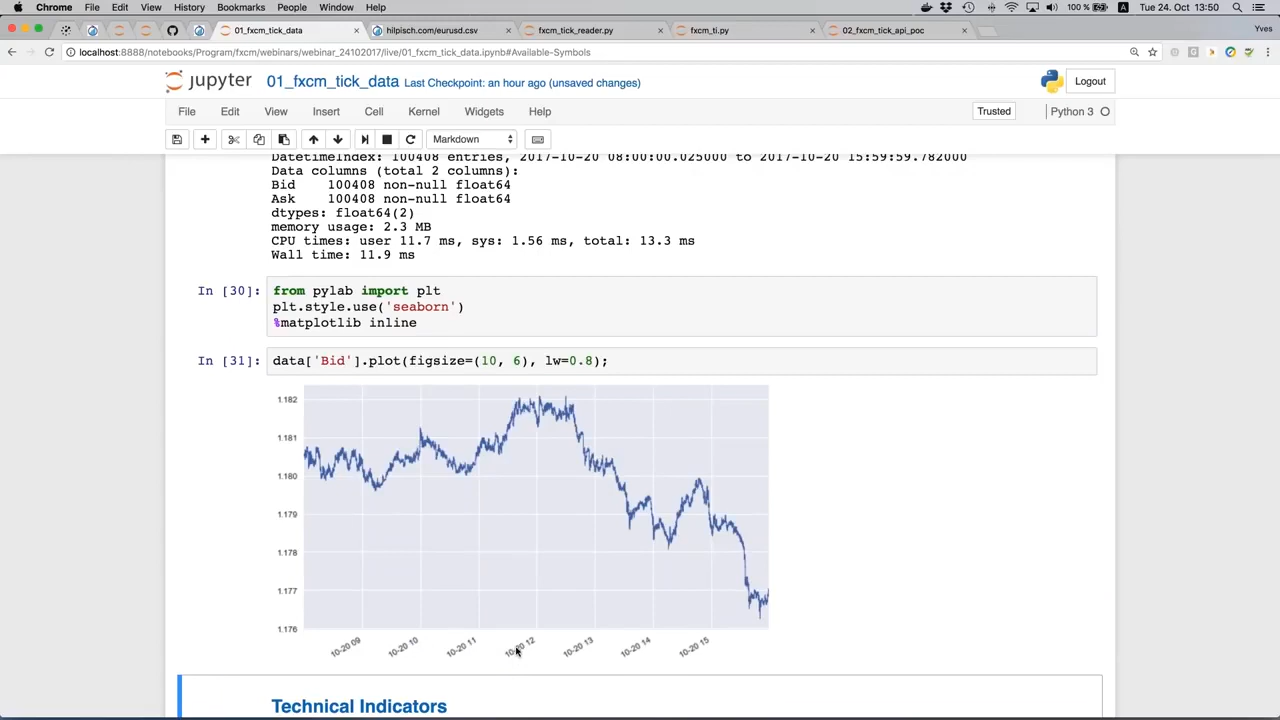 Chrome File Edit View History Bookmarks People Window Help 100 % Tue 24. Oct 13:50
01_fxcm_tick_data hilpisch.com/eurusd.csv fxcm_tick_reader.py fxcm_ti.py 02_fxcm_tick_api_poc Yves
localhost:8888/notebooks/Program/fxcm/webinars/webinar_24102017/live/01_fxcm_tick_data.ipynb#Available-Symbols
jupyter 01_fxcm_tick_data Last Checkpoint: an hour ago (unsaved changes) Logout
File Edit View Insert Cell Kernel Widgets Help Trusted Python 3
Markdown
DatetimeIndex: 100408 entries, 2017-10-20 08:00:00.025000 to 2017-10-20 15:59:59.782000
Data columns (total 2 columns):
Bid 100408 non-null float64
Ask 100408 non-null float64
dtypes: float64(2)
memory usage: 2.3 MB
CPU times: user 11.7 ms, sys: 1.56 ms, total: 13.3 ms
Wall time: 11.9 ms
In [30]: from pylab import plt
plt.style.use('seaborn')
%matplotlib inline
In [31]: data['Bid'].plot(figsize=(10, 6), lw=0.8);
1.182
1.181
1.180
1.179
1.178
1.177
1.176
10-20 09 10-20 10 10-20 11 10-20 12 10-20 13 10-20 14 10-20 15
Technical Indicators